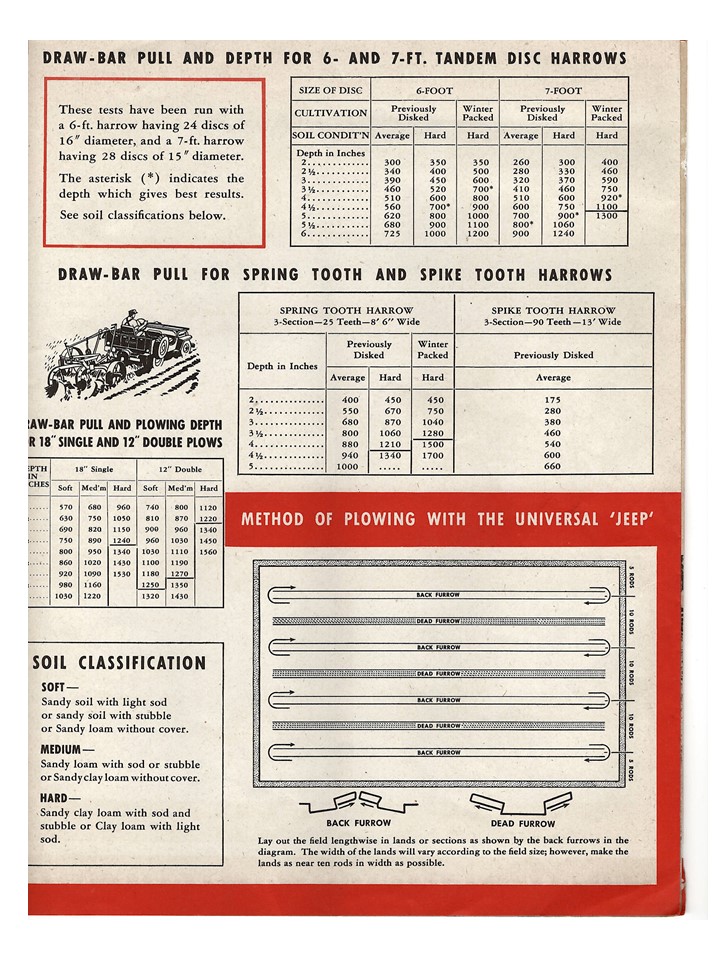 DRAW-BAR PULL AND DEPTH FOR 6- AND 7-FT. TANDEM DISC HARROWS
These tests have been run with
a 6-ft. harrow having 24 discs of
16″ diameter, and a 7-ft. harrow
having 28 discs of 15″ diameter.
The asterisk (*) indicates the
depth which gives best results.
See soil classifications below.
SIZE OF DISC 6-FOOT 7-FOOT
CULTIVATION Previously Disked Winter Packed Previously Disked Winter Packed
SOIL CONDIT'N Average Hard Hard Average Hard Hard
Depth in Inches
2........... 300 350 350 260 300 400
2½........... 340 400 500 280 330 460
3........... 390 450 600 320 370 590
3½........... 460 520 700* 410 460 750
4........... 510 600 800 510 600 920*
4½........... 560 700* 900 600 750 1100
5........... 620 800 1000 700 900* 1300
5½........... 680 900 1100 800* 1060
6........... 725 1000 1200 900 1240
DRAW-BAR PULL FOR SPRING TOOTH AND SPIKE TOOTH HARROWS
SPRING TOOTH HARROW SPIKE TOOTH HARROW
3-Section—25 Teeth—8′ 6″ Wide 3-Section—90 Teeth—13′ Wide
Depth in Inches Previously Disked Winter Packed Previously Disked
Average Hard Hard Average
2............. 400 450 450 175
2½............. 550 670 750 280
3............. 680 870 1040 380
3½............. 800 1060 1280 460
4............. 880 1210 1500 540
4½............. 940 1340 1700 600
5............. 1000 ..... ..... 660
RAW-BAR PULL AND PLOWING DEPTH
R 18″ SINGLE AND 12″ DOUBLE PLOWS
EPTH IN CHES 18″ Single 12″ Double
Soft Med'm Hard Soft Med'm Hard
..... 570 680 960 740 800 1120
..... 630 750 1050 810 870 1220
..... 690 820 1150 900 960 1340
..... 750 890 1240 960 1030 1450
..... 800 950 1340 1030 1110 1560
..... 860 1020 1430 1100 1190
..... 920 1090 1530 1180 1270
..... 980 1160 1250 1350
..... 1030 1220 1320 1430
METHOD OF PLOWING WITH THE UNIVERSAL 'JEEP'
5 RODS
BACK FURROW
10 RODS
DEAD FURROW
BACK FURROW
10 RODS
DEAD FURROW
BACK FURROW
10 RODS
DEAD FURROW
BACK FURROW
5 RODS
BACK FURROW DEAD FURROW
Lay out the field lengthwise in lands or sections as shown by the back furrows in the
diagram. The width of the lands will vary according to the field size; however, make the
lands as near ten rods in width as possible.
SOIL CLASSIFICATION
SOFT—
Sandy soil with light sod
or sandy soil with stubble
or Sandy loam without cover.
MEDIUM—
Sandy loam with sod or stubble
or Sandy clay loam without cover.
HARD—
Sandy clay loam with sod and
stubble or Clay loam with light
sod.